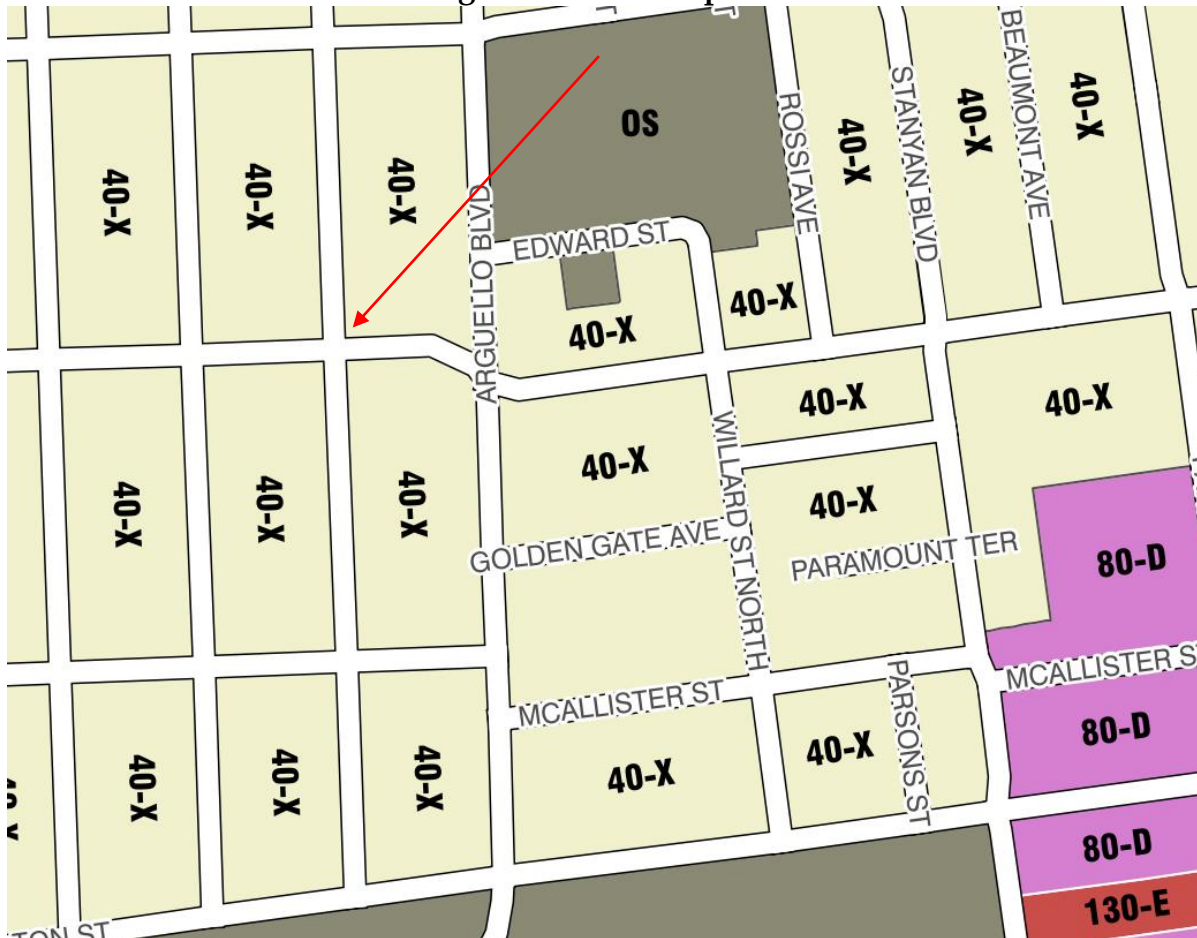 BEAUMONT AVE
40-X
40-X
40-X
OS
ROSSI AVE
STANYAN BLVD
40-X
40-X
40-X
40-X
ARGUELLO BLVD
EDWARD ST
40-X
40-X
40-X
40-X
40-X
WILLARD ST NORTH
40-X
40-X
40-X
40-X
40-X
GOLDEN GATE AVE
PARAMOUNT TER
80-D
MCALLISTER S
MCALLISTER ST
PARSONS ST
80-D
40-X
40-X
40-X
40-X
40-X
80-D
130-E
TON ST